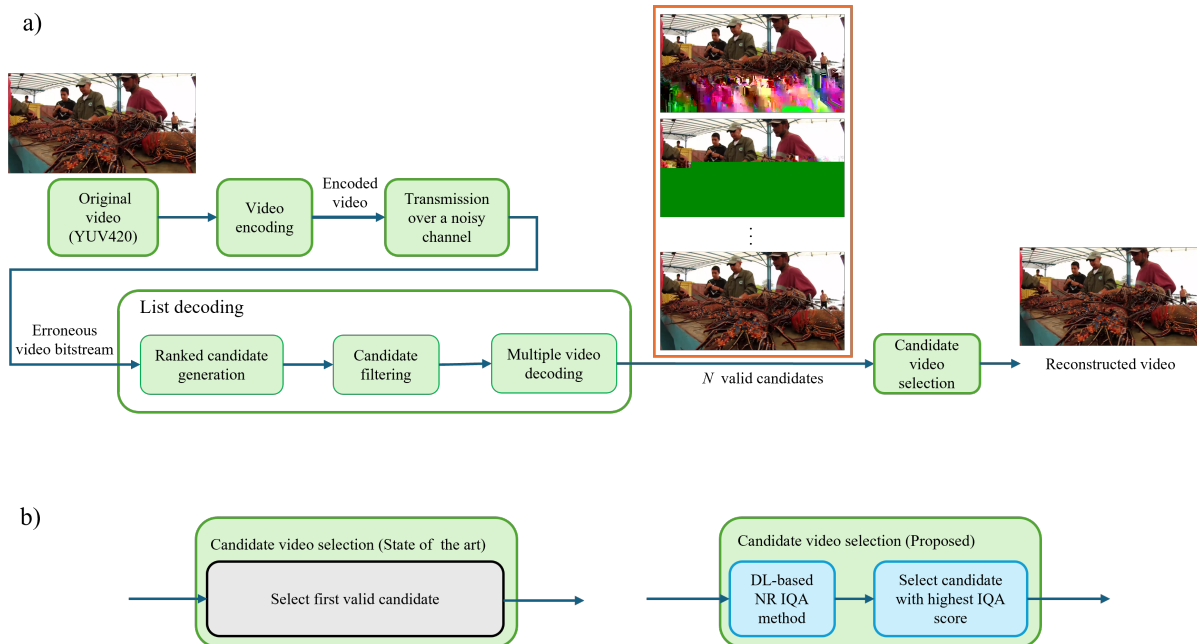 a)
Original
video
(YUV420)
Video
encoding
Encoded
video
Transmission
over a noisy
channel
Erroneous
video bitstream
List decoding
Ranked candidate
generation
Candidate
filtering
Multiple video
decoding
N valid candidates
Candidate
video
selection
Reconstructed video
b)
Candidate video selection (State of the art)
Select first valid candidate
Candidate video selection (Proposed)
DL-based
NR IQA
method
Select candidate
with highest IQA
score